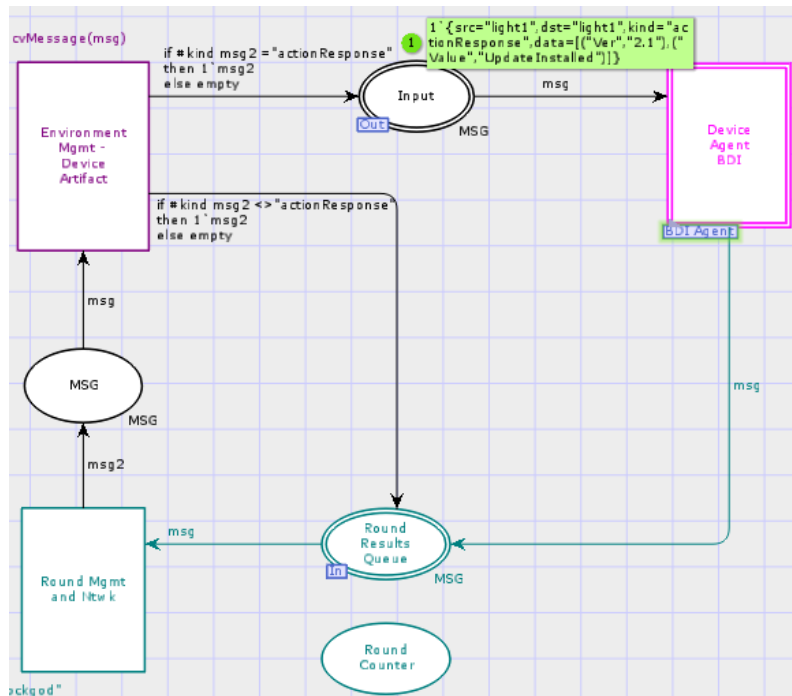 cvMessage(msg)
if #kind msg2 = "actionResponse"
then 1`msg2
else empty
1
1`{src="light1",dst="light1",kind="ac
tionResponse",data=[("Ver","2.1"),("
Value","UpdateInstalled")]}
Input
Out
MSG
msg
Environment
Mgmt -
Device
Artifact
Device
Agent
BDI
BDI Agent
if #kind msg2 <> "actionResponse"
then 1`msg2
else empty
msg
MSG
MSG
msg2
msg
Round Mgmt
and Ntwk
msg
Round
Results
Queue
In
MSG
Round
Counter
ockgod"